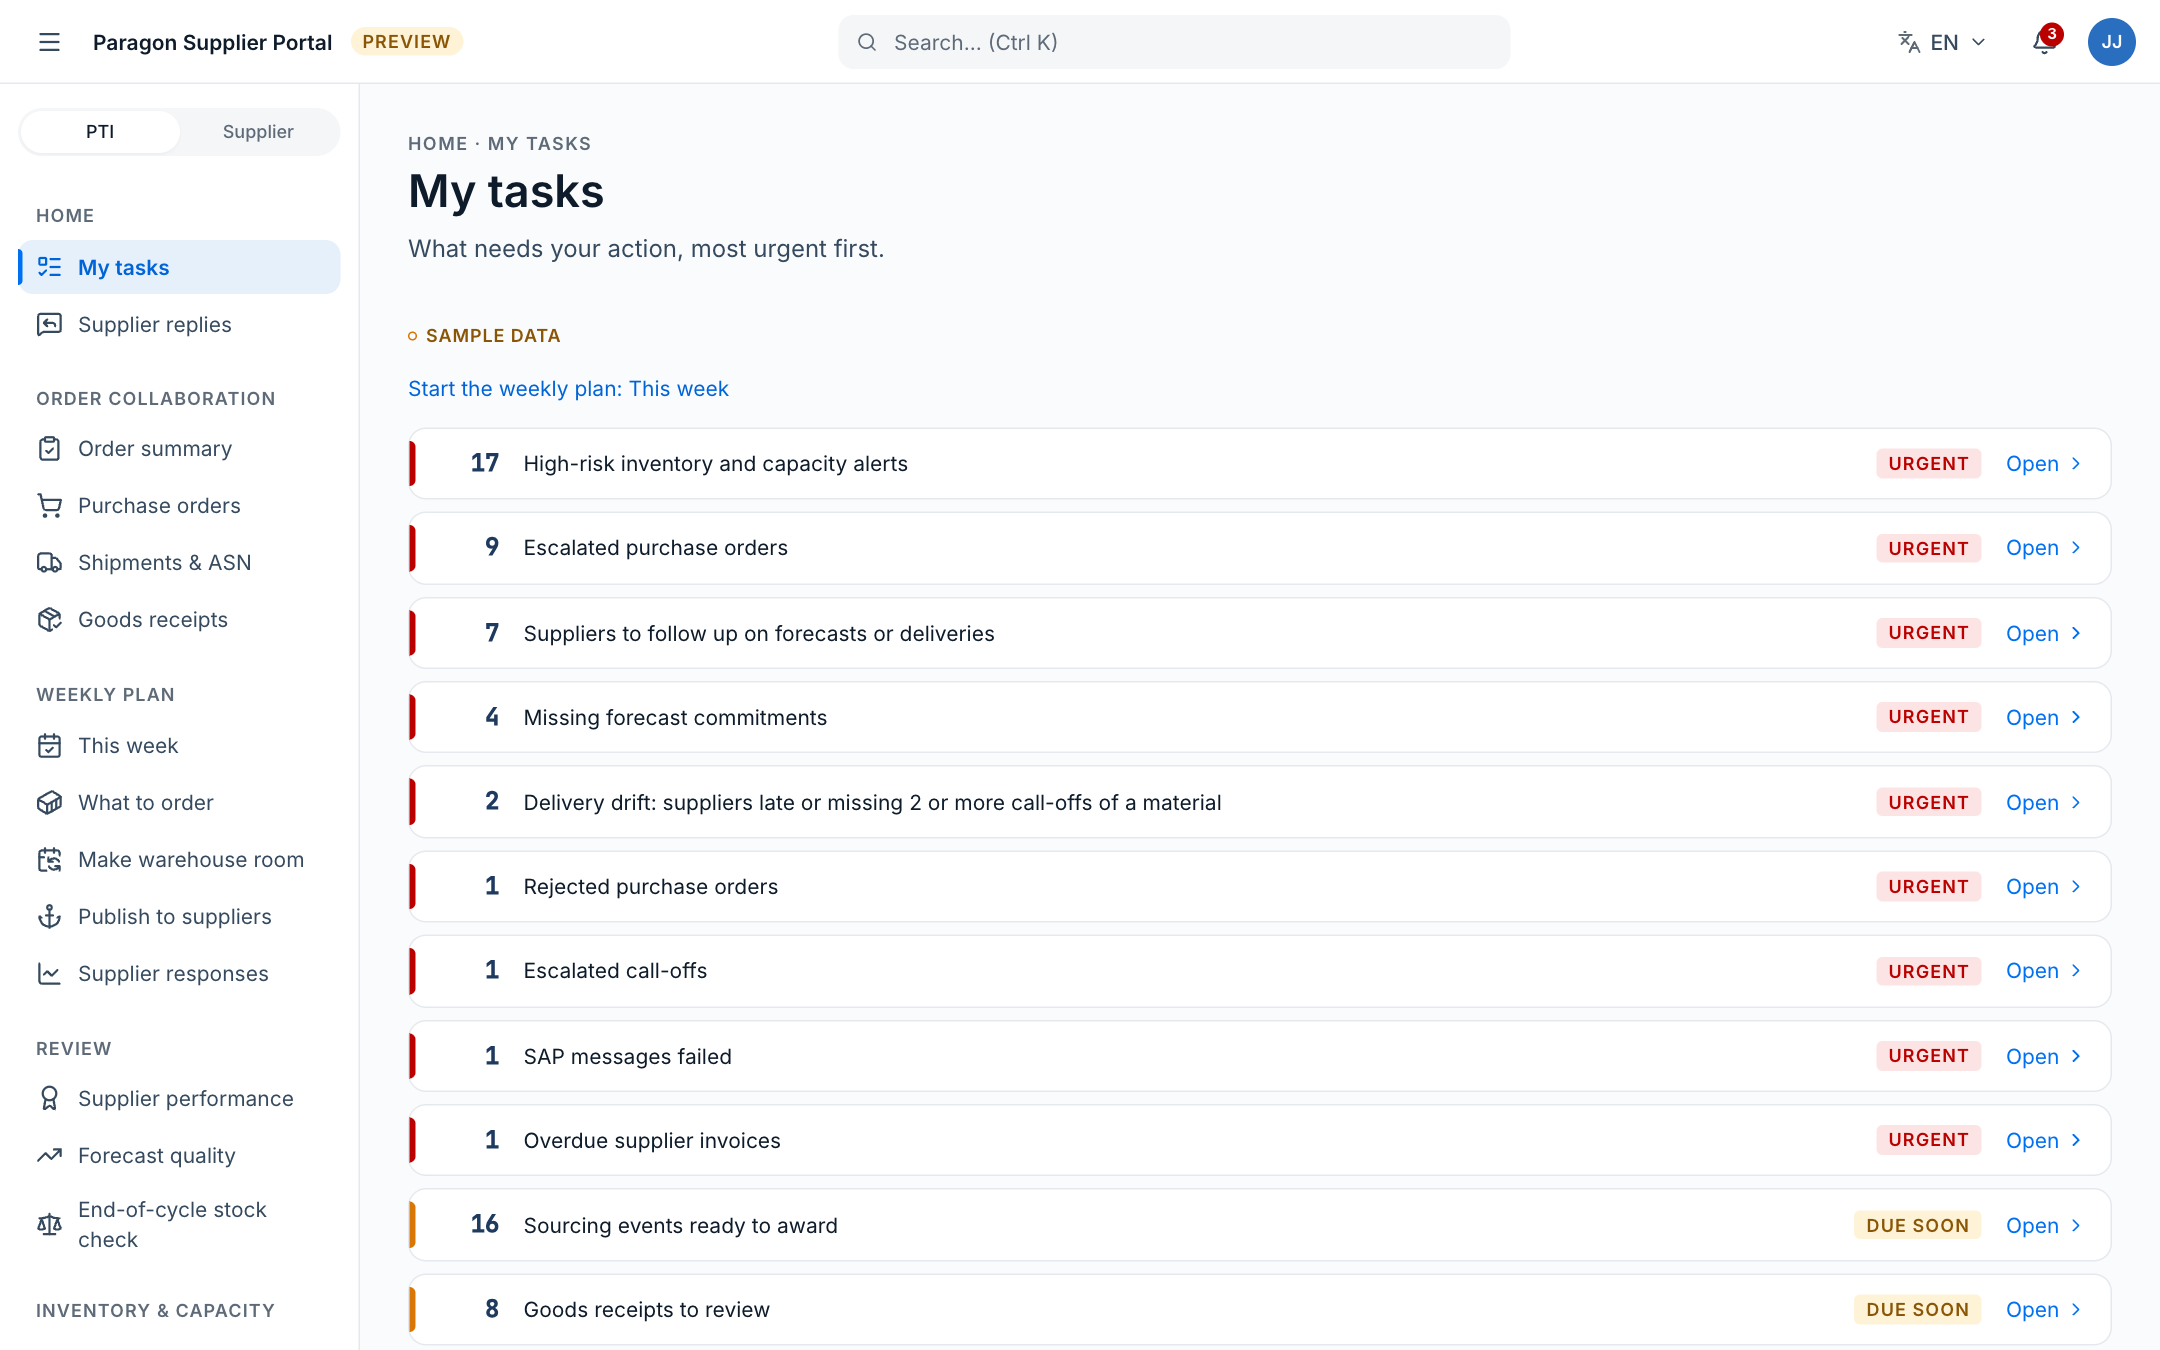 Paragon Supplier Portal
PREVIEW
Search... (Ctrl K)
EN
3
JJ
PTI
Supplier
HOME
My tasks
Supplier replies
ORDER COLLABORATION
Order summary
Purchase orders
Shipments & ASN
Goods receipts
WEEKLY PLAN
This week
What to order
Make warehouse room
Publish to suppliers
Supplier responses
REVIEW
Supplier performance
Forecast quality
End-of-cycle stock
check
INVENTORY & CAPACITY
HOME · MY TASKS
My tasks
What needs your action, most urgent first.
SAMPLE DATA
Start the weekly plan: This week
17 High-risk inventory and capacity alerts URGENT Open
9 Escalated purchase orders URGENT Open
7 Suppliers to follow up on forecasts or deliveries URGENT Open
4 Missing forecast commitments URGENT Open
2 Delivery drift: suppliers late or missing 2 or more call-offs of a material URGENT Open
1 Rejected purchase orders URGENT Open
1 Escalated call-offs URGENT Open
1 SAP messages failed URGENT Open
1 Overdue supplier invoices URGENT Open
16 Sourcing events ready to award DUE SOON Open
8 Goods receipts to review DUE SOON Open